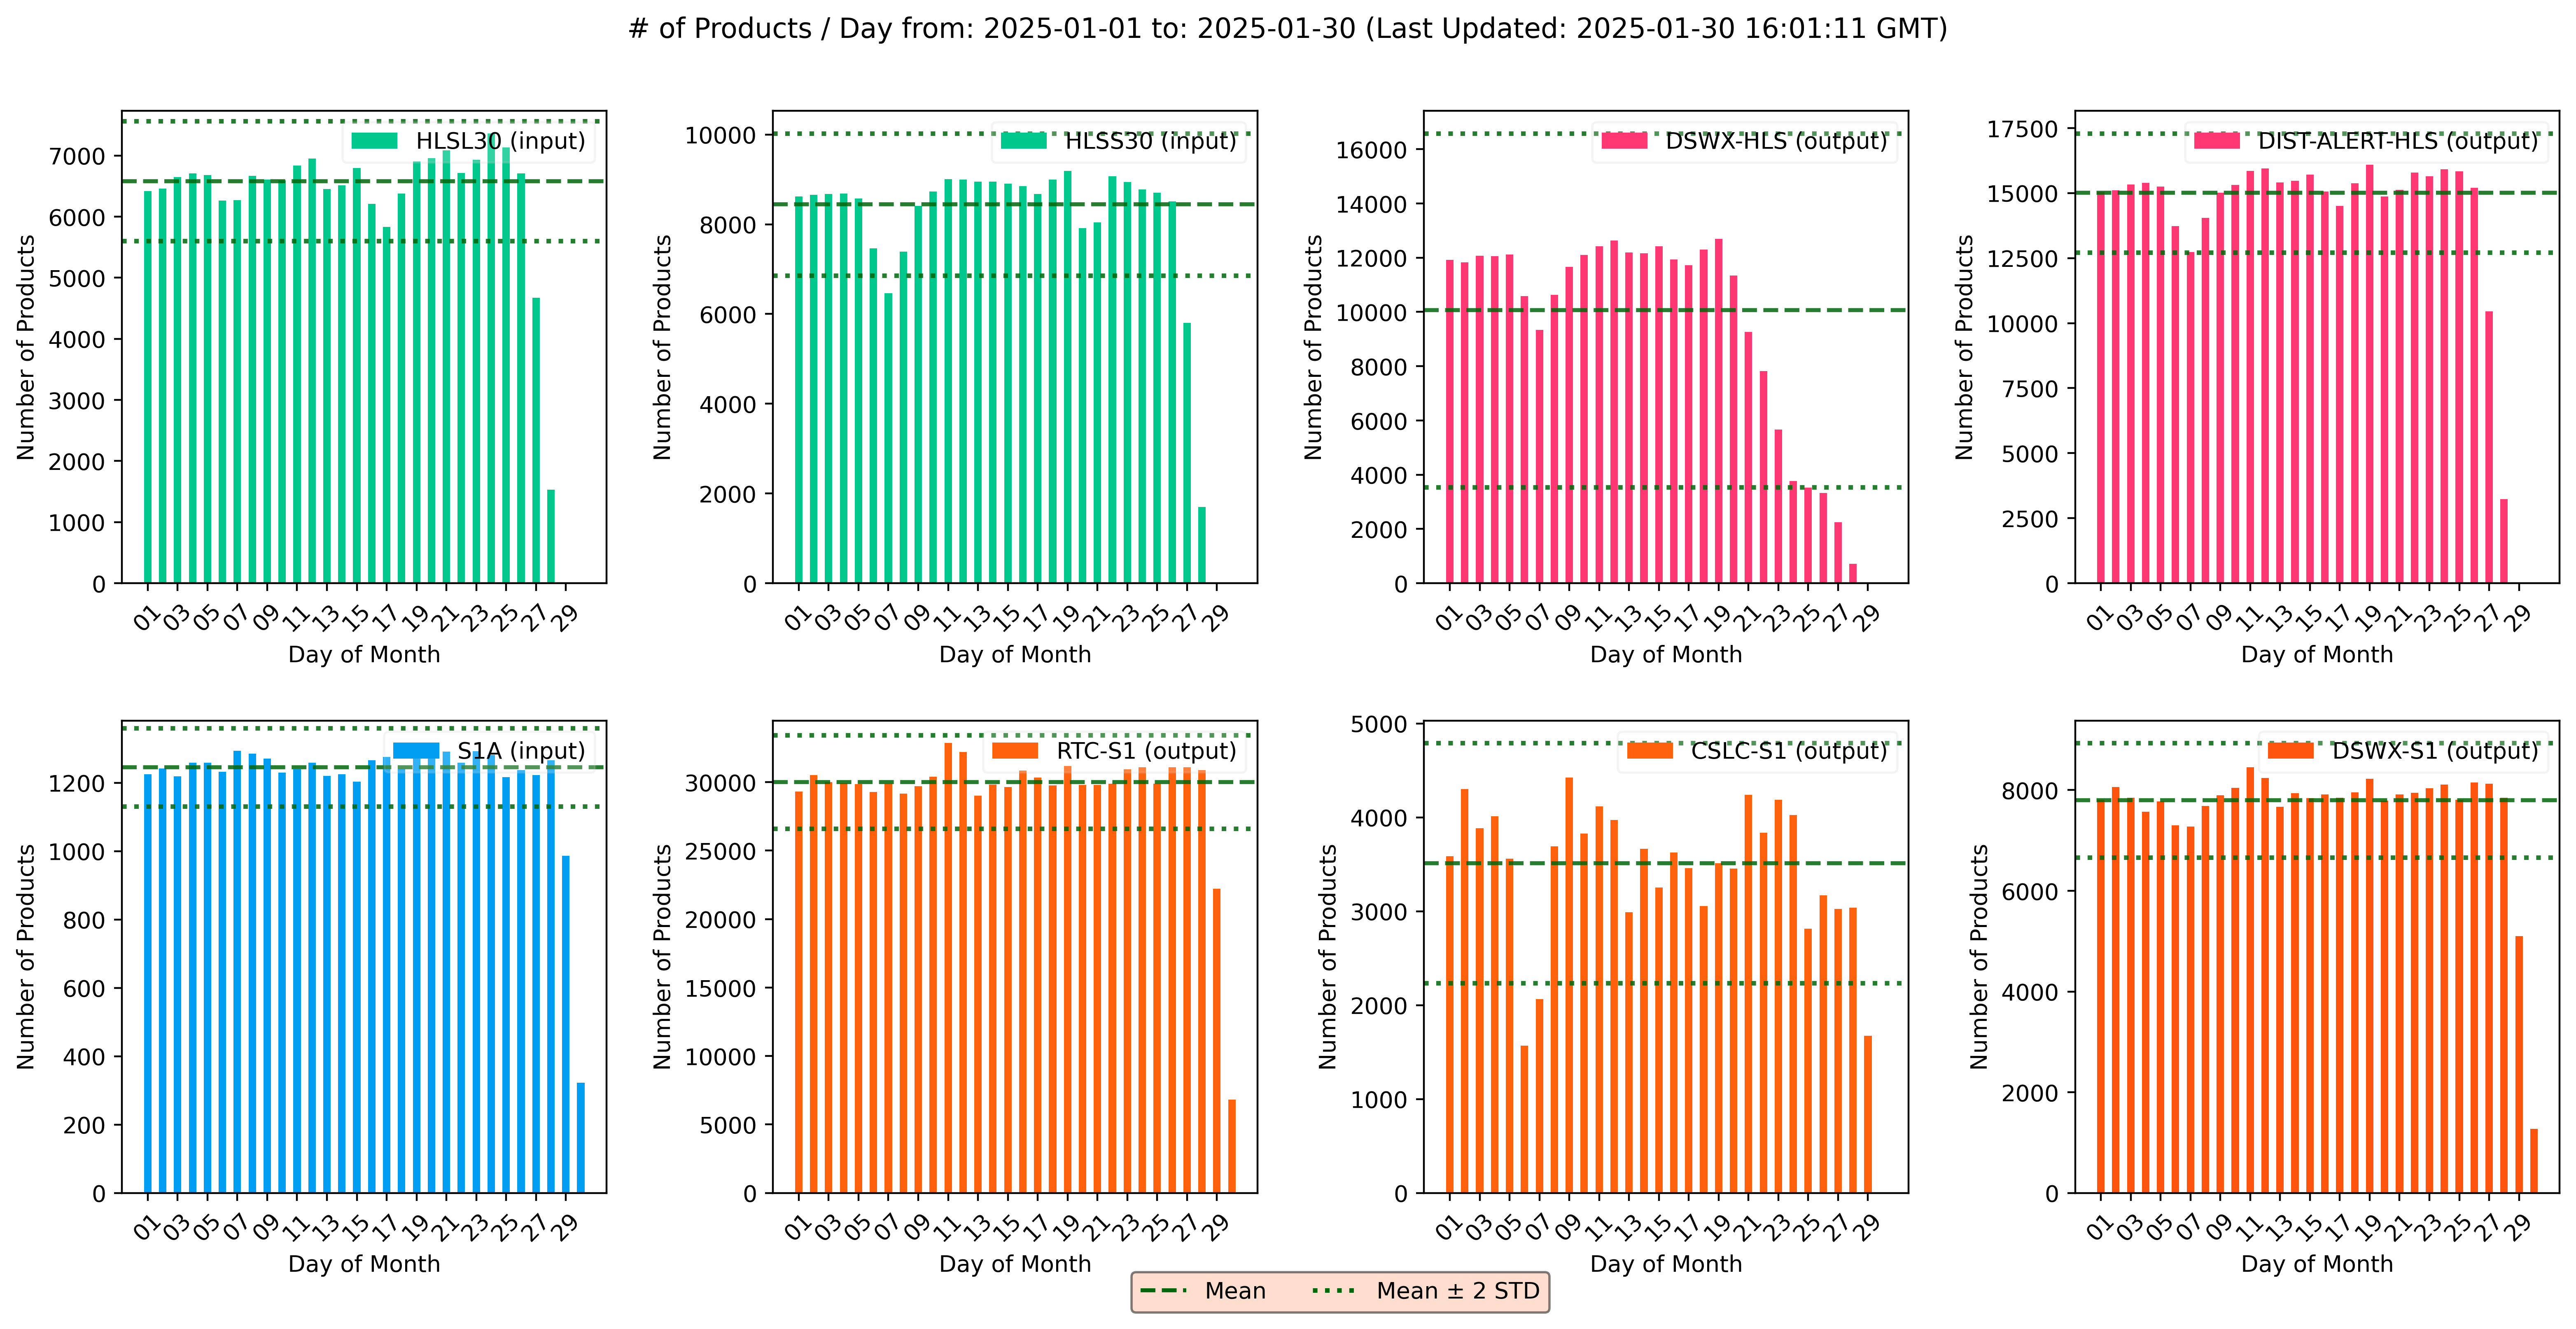 # of Products / Day from: 2025-01-01 to: 2025-01-30 (Last Updated: 2025-01-30 16:01:11 GMT)
HLSL30 (input)
Number of Products
7000
6000
5000
4000
3000
2000
1000
0
01 03 05 07 09 11 13 15 17 19 21 23 25 27 29
Day of Month
HLSS30 (input)
Number of Products
10000
8000
6000
4000
2000
0
01 03 05 07 09 11 13 15 17 19 21 23 25 27 29
Day of Month
DSWX-HLS (output)
Number of Products
16000
14000
12000
10000
8000
6000
4000
2000
0
01 03 05 07 09 11 13 15 17 19 21 23 25 27 29
Day of Month
DIST-ALERT-HLS (output)
Number of Products
17500
15000
12500
10000
7500
5000
2500
0
01 03 05 07 09 11 13 15 17 19 21 23 25 27 29
Day of Month
S1A (input)
Number of Products
1200
1000
800
600
400
200
0
01 03 05 07 09 11 13 15 17 19 21 23 25 27 29
Day of Month
RTC-S1 (output)
Number of Products
30000
25000
20000
15000
10000
5000
0
01 03 05 07 09 11 13 15 17 19 21 23 25 27 29
Day of Month
CSLC-S1 (output)
Number of Products
5000
4000
3000
2000
1000
0
01 03 05 07 09 11 13 15 17 19 21 23 25 27 29
Day of Month
DSWX-S1 (output)
Number of Products
8000
6000
4000
2000
0
01 03 05 07 09 11 13 15 17 19 21 23 25 27 29
Day of Month
Mean
Mean ± 2 STD